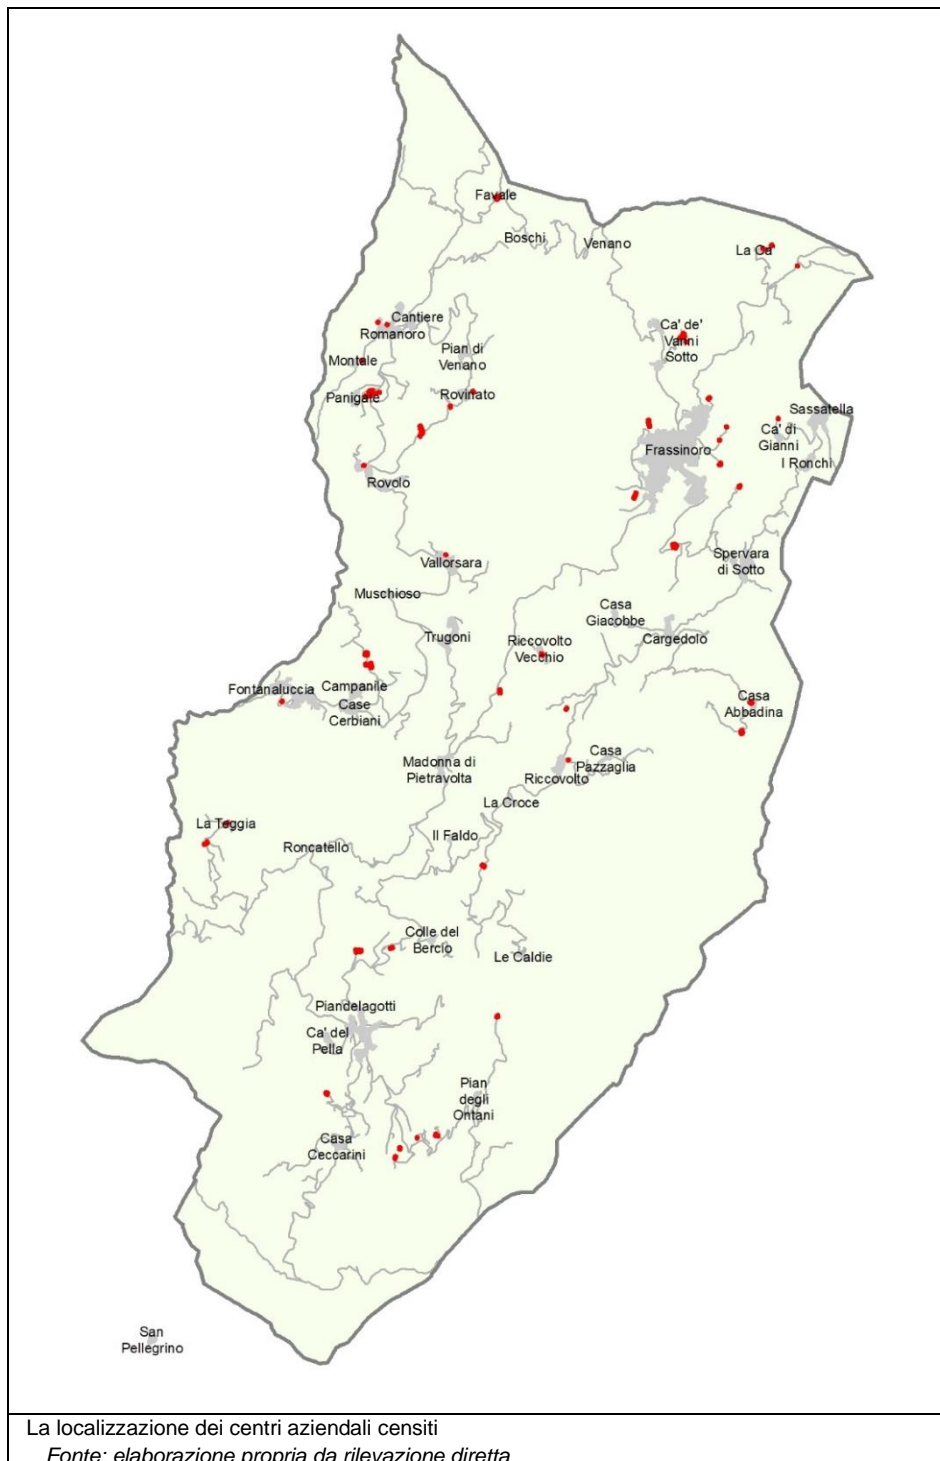 Favale
Boschi
Venano
La Ca'
Cantiere
Romanoro
Ca' de'
Vanni
Sotto
Pian di
Venano
Montale
Panigale
Rovinato
Sassatella
Ca' di
Gianni
Frassinoro
I Ronchi
Rovolo
Vallorsara
Spervara
di Sotto
Muschioso
Casa
Giacobbe
Trugoni
Riccovolto
Vecchio
Cargedolo
Fontanaluccia
Campanile
Case
Cerbiani
Casa
Abbadina
Madonna di
Pietravolta
Casa
Pazzaglia
Riccovolto
La Croce
La Teggia
Il Faldo
Roncatello
Colle del
Bercio
Le Caldie
Piandelagotti
Ca' del
Pella
Pian
degli
Ontani
Casa
Ceccarini
San
Pellegrino
La localizzazione dei centri aziendali censiti
Fonte: elaborazione propria da rilevazione diretta